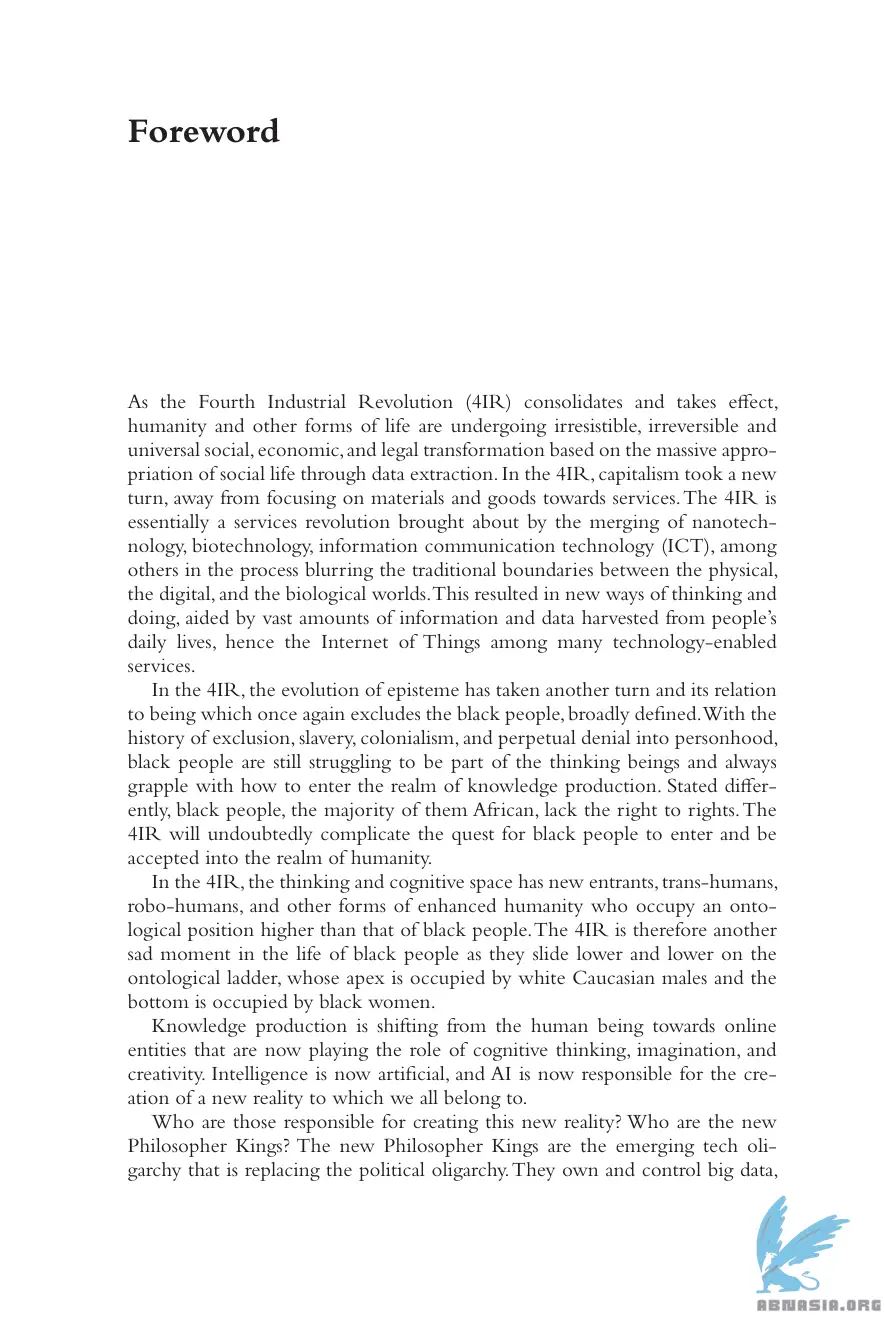 Foreword
As the Fourth Industrial Revolution (4IR) consolidates and takes effect,
humanity and other forms of life are undergoing irresistible, irreversible and
universal social, economic, and legal transformation based on the massive appro-
priation of social life through data extraction. In the 4IR, capitalism took a new
turn, away from focusing on materials and goods towards services. The 4IR is
essentially a services revolution brought about by the merging of nanotech-
nology, biotechnology, information communication technology (ICT), among
others in the process blurring the traditional boundaries between the physical,
the digital, and the biological worlds. This resulted in new ways of thinking and
doing, aided by vast amounts of information and data harvested from people's
daily lives, hence the Internet of Things among many technology-enabled
services.
In the 4IR, the evolution of episteme has taken another turn and its relation
to being which once again excludes the black people, broadly defined. With the
history of exclusion, slavery, colonialism, and perpetual denial into personhood,
black people are still struggling to be part of the thinking beings and always
grapple with how to enter the realm of knowledge production. Stated differ-
ently, black people, the majority of them African, lack the right to rights. The
4IR will undoubtedly complicate the quest for black people to enter and be
accepted into the realm of humanity.
In the 4IR, the thinking and cognitive space has new entrants, trans-humans,
robo-humans, and other forms of enhanced humanity who occupy an onto-
logical position higher than that of black people. The 4IR is therefore another
sad moment in the life of black people as they slide lower and lower on the
ontological ladder, whose apex is occupied by white Caucasian males and the
bottom is occupied by black women.
Knowledge production is shifting from the human being towards online
entities that are now playing the role of cognitive thinking, imagination, and
creativity. Intelligence is now artificial, and AI is now responsible for the cre-
ation of a new reality to which we all belong to.
Who are those responsible for creating this new reality? Who are the new
Philosopher Kings? The new Philosopher Kings are the emerging tech oli-
garchy that is replacing the political oligarchy. They own and control big data,
ABNASIA.ORG